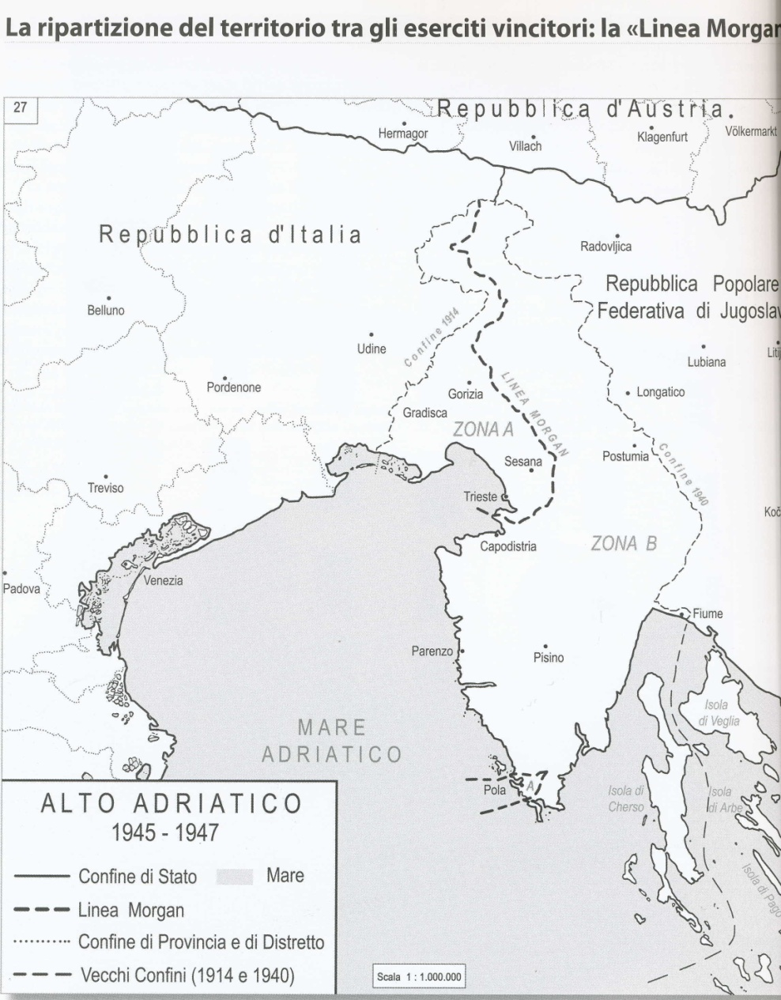 La ripartizione del territorio tra gli eserciti vincitori: la «Linea Morgan
27
Repubblica d'Austria.
Hermagor
Villach
Klagenfurt
Völkermarkt
Repubblica d'Italia
Radovljica
Repubblica Popolare
Federativa di Jugoslav
Belluno
Confine 1914
Udine
Lubiana
Litij
Pordenone
Gorizia
LINEA MORGAN
Longatico
Gradisca
ZONA A
Sesana
Postumia
Confine 1940
Treviso
Trieste
Koč
Capodistria
ZONA B
Venezia
Padova
Fiume
Parenzo
Pisino
Isola
di Veglia
MARE
ADRIATICO
Pola
A
Isola di
Cherso
Isola
di Arbe
Isola di Pago
ALTO ADRIATICO
1945 - 1947
Confine di Stato
Mare
Linea Morgan
Confine di Provincia e di Distretto
Vecchi Confini (1914 e 1940)
Scala 1 : 1.000.000